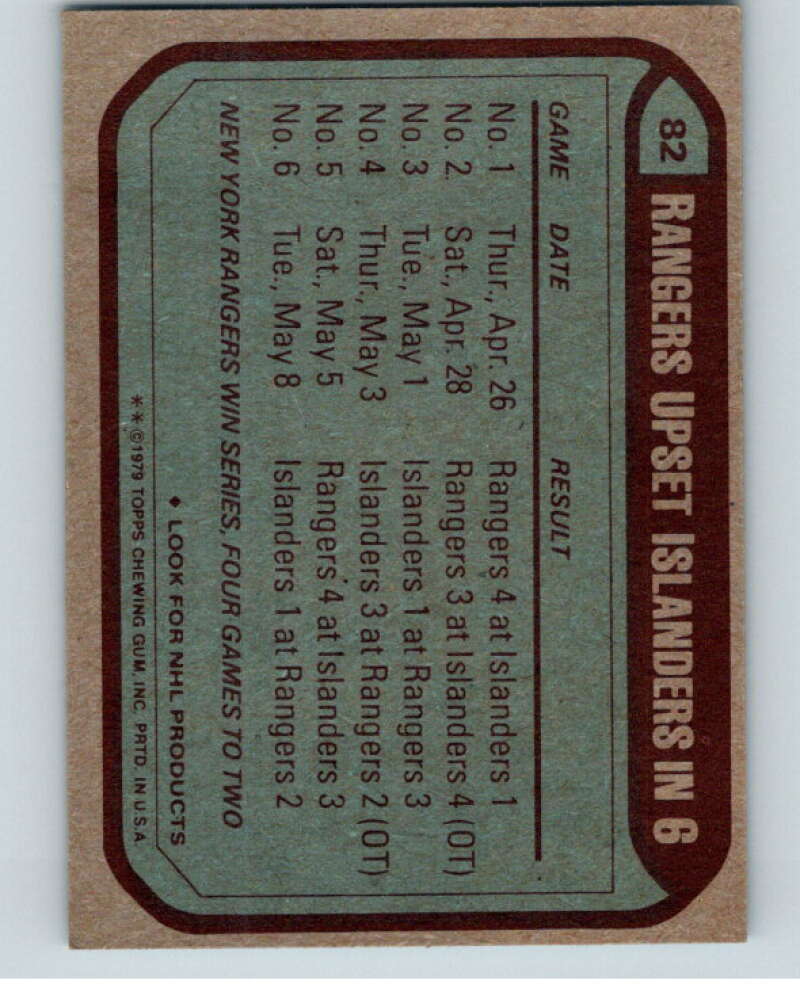 82 RANGERS UPSET ISLANDERS IN 6
GAME DATE RESULT
No. 1 Thur., Apr. 26 Rangers 4 at Islanders 1
No. 2 Sat., Apr. 28 Rangers 3 at Islanders 4 (OT)
No. 3 Tue., May 1 Islanders 1 at Rangers 3
No. 4 Thur., May 3 Islanders 3 at Rangers 2 (OT)
No. 5 Sat., May 5 Rangers 4 at Islanders 3
No. 6 Tue., May 8 Islanders 1 at Rangers 2
NEW YORK RANGERS WIN SERIES, FOUR GAMES TO TWO
♦ LOOK FOR NHL PRODUCTS
**©1979 TOPPS CHEWING GUM, INC. PRTD. IN U.S.A.